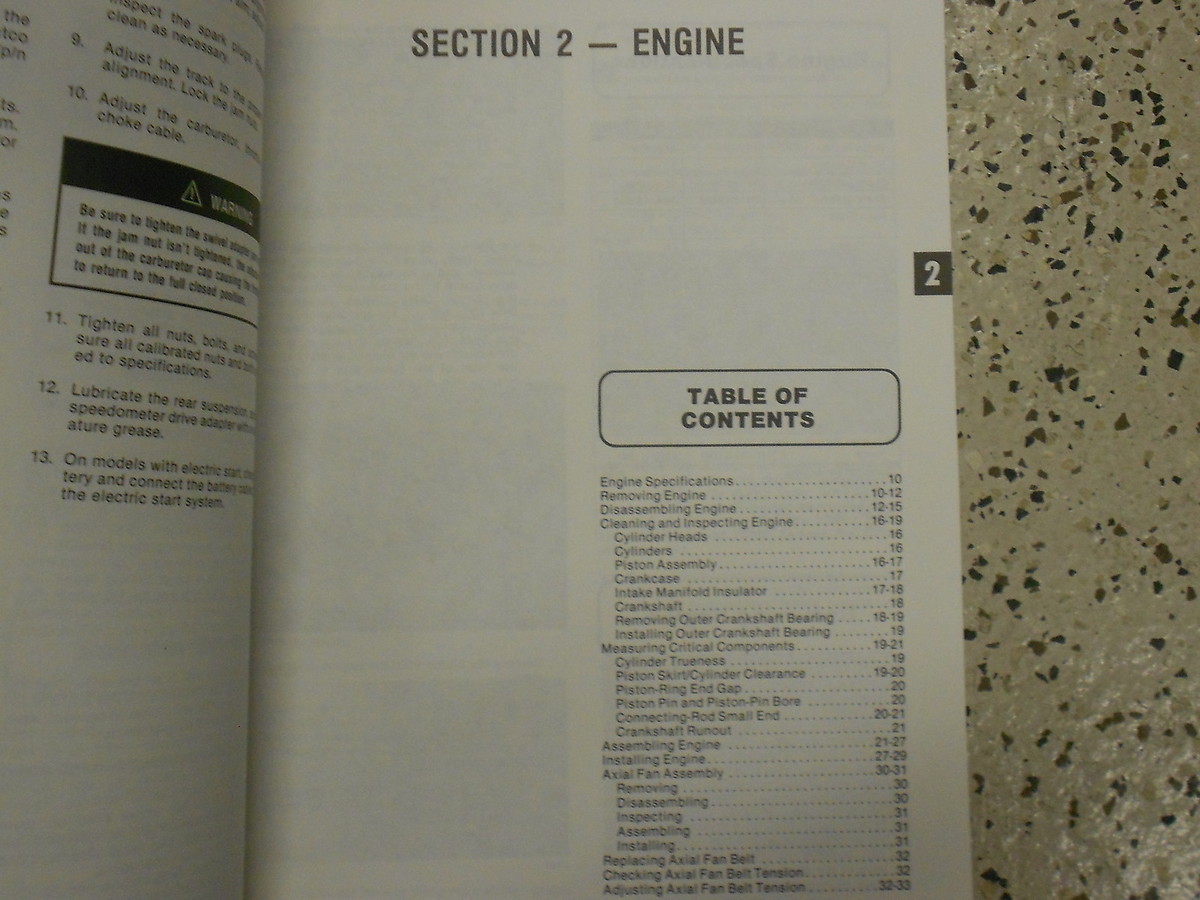 the
tco
p/n
ts.
m.
or
s
e
s
inspect the spark plugs.
clean as necessary.
9. Adjust the track to the
alignment. Lock the jam
10. Adjust the carburetor,
choke cable.
WARNING
Be sure to tighten the swivel adapter
If the jam nut isn't tightened, the
out of the carburetor cap causing the
to return to the full closed position.
11. Tighten all nuts, bolts, and
sure all calibrated nuts and
ed to specifications.
12. Lubricate the rear suspension
speedometer drive adapter with
ature grease.
13. On models with electric start,
tery and connect the battery
the electric start system.
SECTION 2 — ENGINE
2
TABLE OF
CONTENTS
Engine Specifications.....................10
Removing Engine.....................10-12
Disassembling Engine.....................12-15
Cleaning and Inspecting Engine...........16-19
Cylinder Heads.....................16
Cylinders.....................16
Piston Assembly.....................16-17
Crankcase.....................17
Intake Manifold Insulator..............17-18
Crankshaft.....................18
Removing Outer Crankshaft Bearing.....18-19
Installing Outer Crankshaft Bearing........19
Measuring Critical Components...........19-21
Cylinder Trueness.....................19
Piston Skirt/Cylinder Clearance.........19-20
Piston-Ring End Gap.....................20
Piston Pin and Piston-Pin Bore...........20
Connecting-Rod Small End.............20-21
Crankshaft Runout.....................21
Assembling Engine.....................21-27
Installing Engine.....................27-29
Axial Fan Assembly.....................30-31
Removing.....................30
Disassembling.....................30
Inspecting.....................31
Assembling.....................31
Installing.....................31
Replacing Axial Fan Belt.....................32
Checking Axial Fan Belt Tension.............32
Adjusting Axial Fan Belt Tension..........32-33